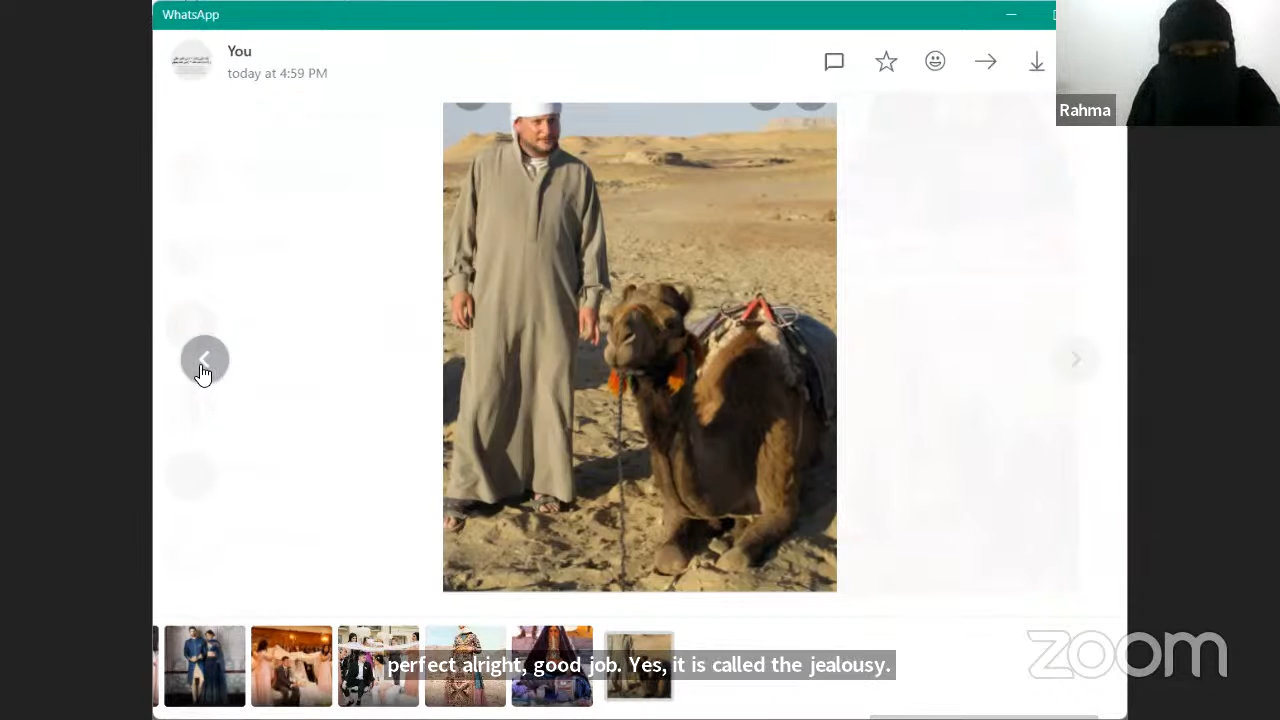 WhatsApp
You
today at 4:59 PM
Rahma
perfect alright, good job. Yes, it is called the jealousy.
zoom